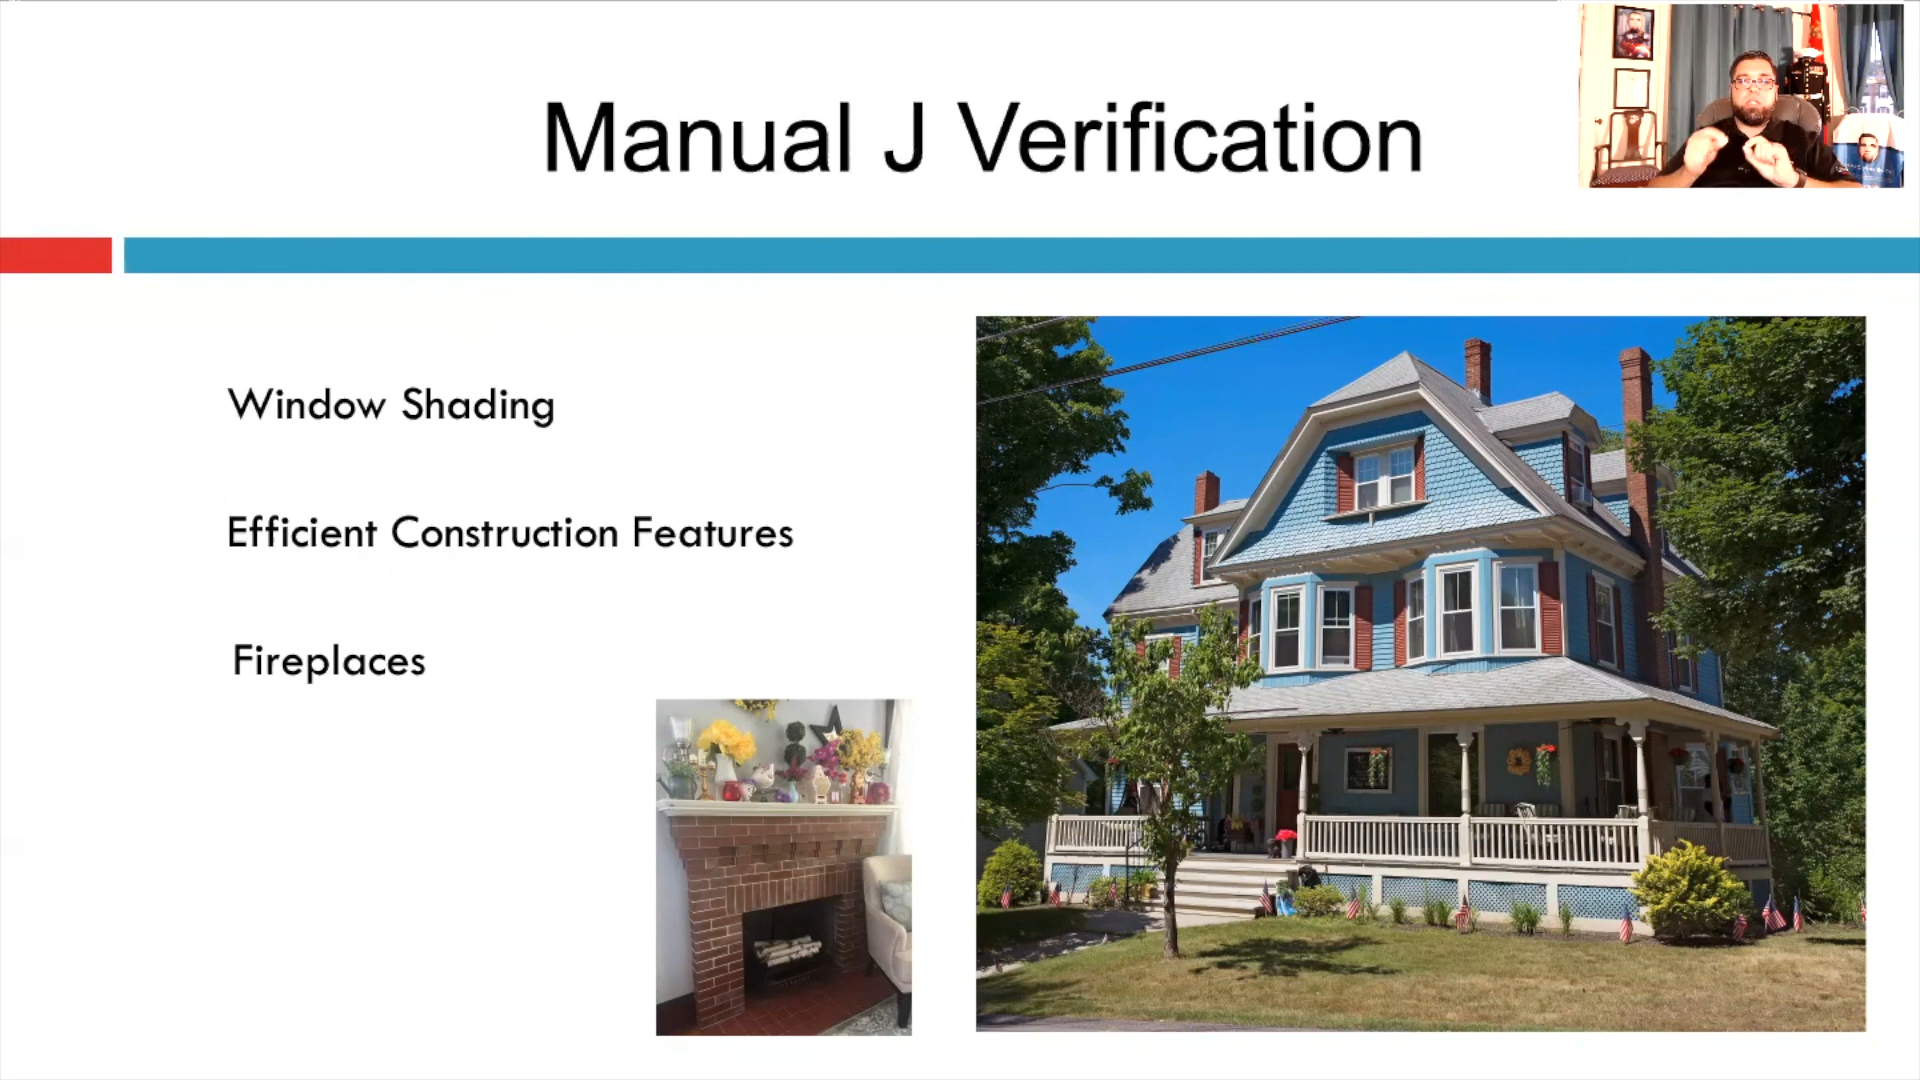 Manual J Verification
Window Shading
Efficient Construction Features
Fireplaces